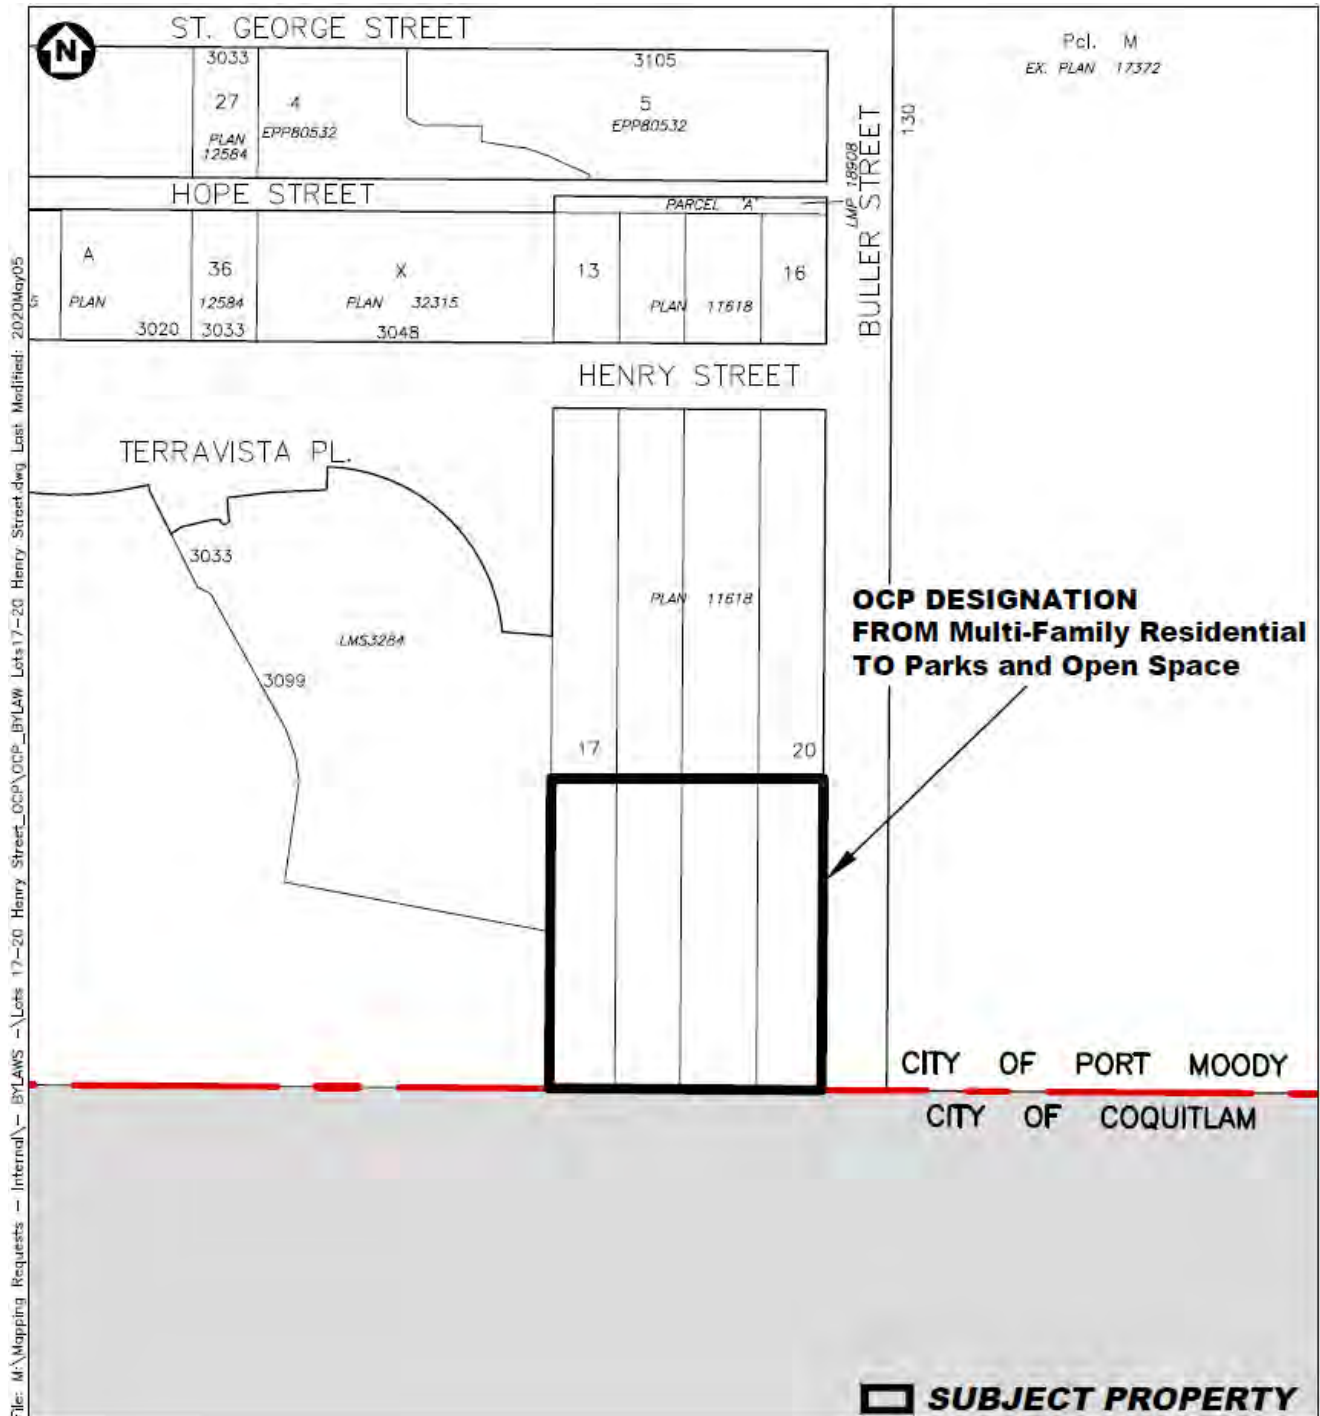 ST. GEORGE STREET
N
Pcl. M
EX. PLAN 17372
3033
3105
27
4
5
PLAN
12584
EPP80532
EPP80532
130
BULLER STREET
LMP 18908
HOPE STREET
PARCEL "A"
A
36
X
13
16
5
PLAN
12584
PLAN 32315
PLAN 11618
3020
3033
3048
HENRY STREET
TERRAVISTA PL.
3033
PLAN 11618
LMS3284
3099
OCP DESIGNATION
FROM Multi-Family Residential
TO Parks and Open Space
17
20
CITY OF PORT MOODY
CITY OF COQUITLAM
SUBJECT PROPERTY
File: M:\Mapping Requests - Internal\- BYLAWS -\Lots 17-20 Henry Street_OCP\OCP_BYLAW Lots17-20 Henry Street.dwg Last Modified: 2020May05